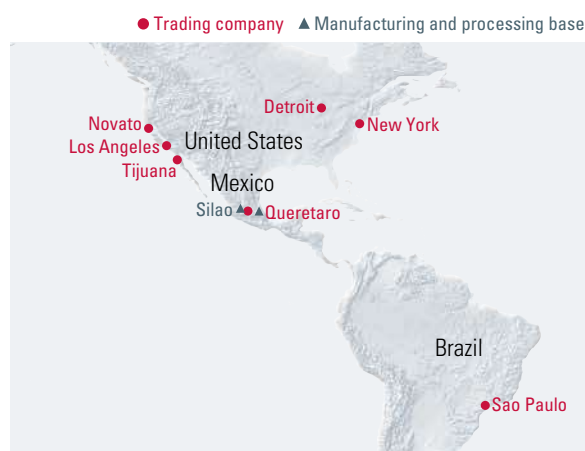 ● Trading company ▲ Manufacturing and processing base
Detroit
New York
Novato
United States
Los Angeles
Tijuana
Mexico
Silao
Queretaro
Brazil
Sao Paulo